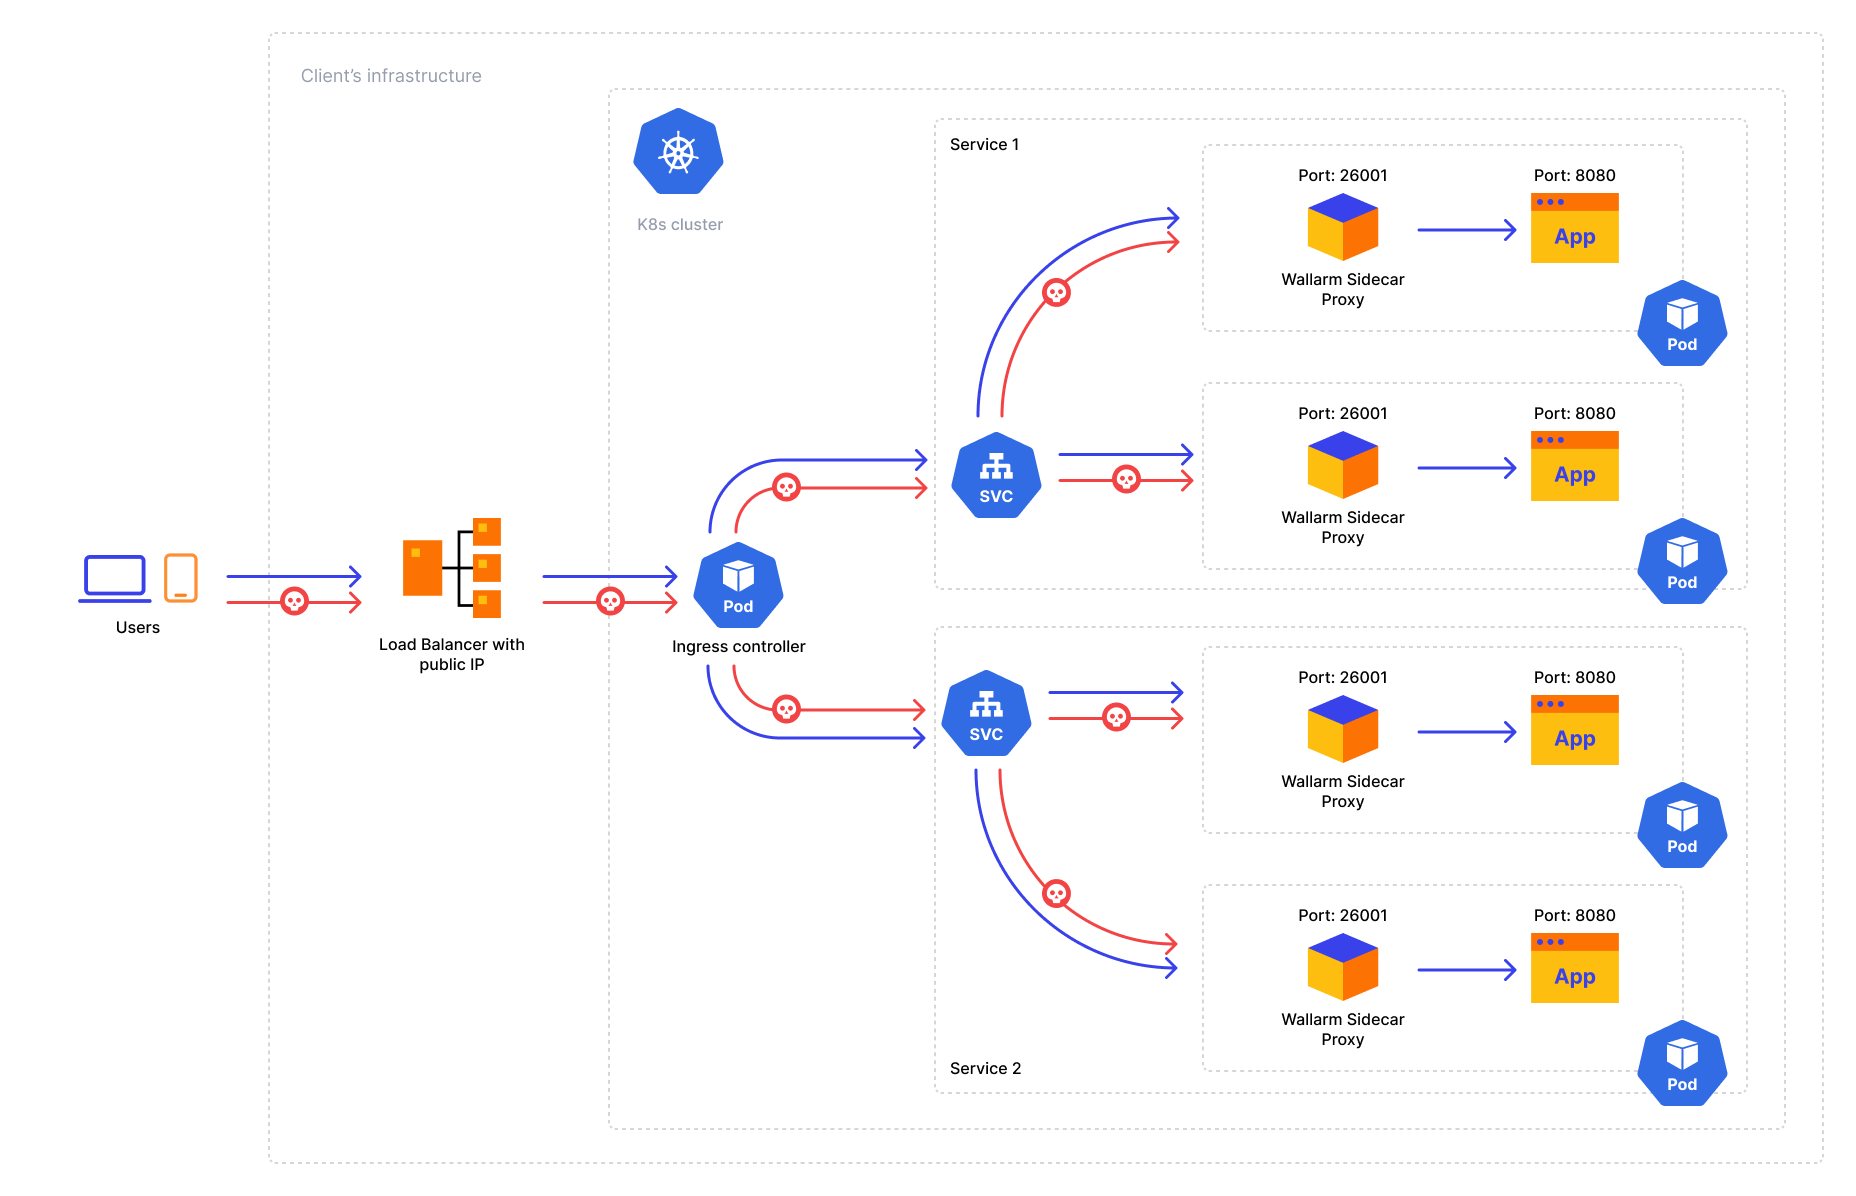 Client's infrastructure
K8s cluster
Users
Load Balancer with
public IP
Pod
Ingress controller
Service 1
SVC
Port: 26001
Wallarm Sidecar
Proxy
Port: 8080
App
Pod
Port: 26001
Wallarm Sidecar
Proxy
Port: 8080
App
Pod
Service 2
SVC
Port: 26001
Wallarm Sidecar
Proxy
Port: 8080
App
Pod
Port: 26001
Wallarm Sidecar
Proxy
Port: 8080
App
Pod